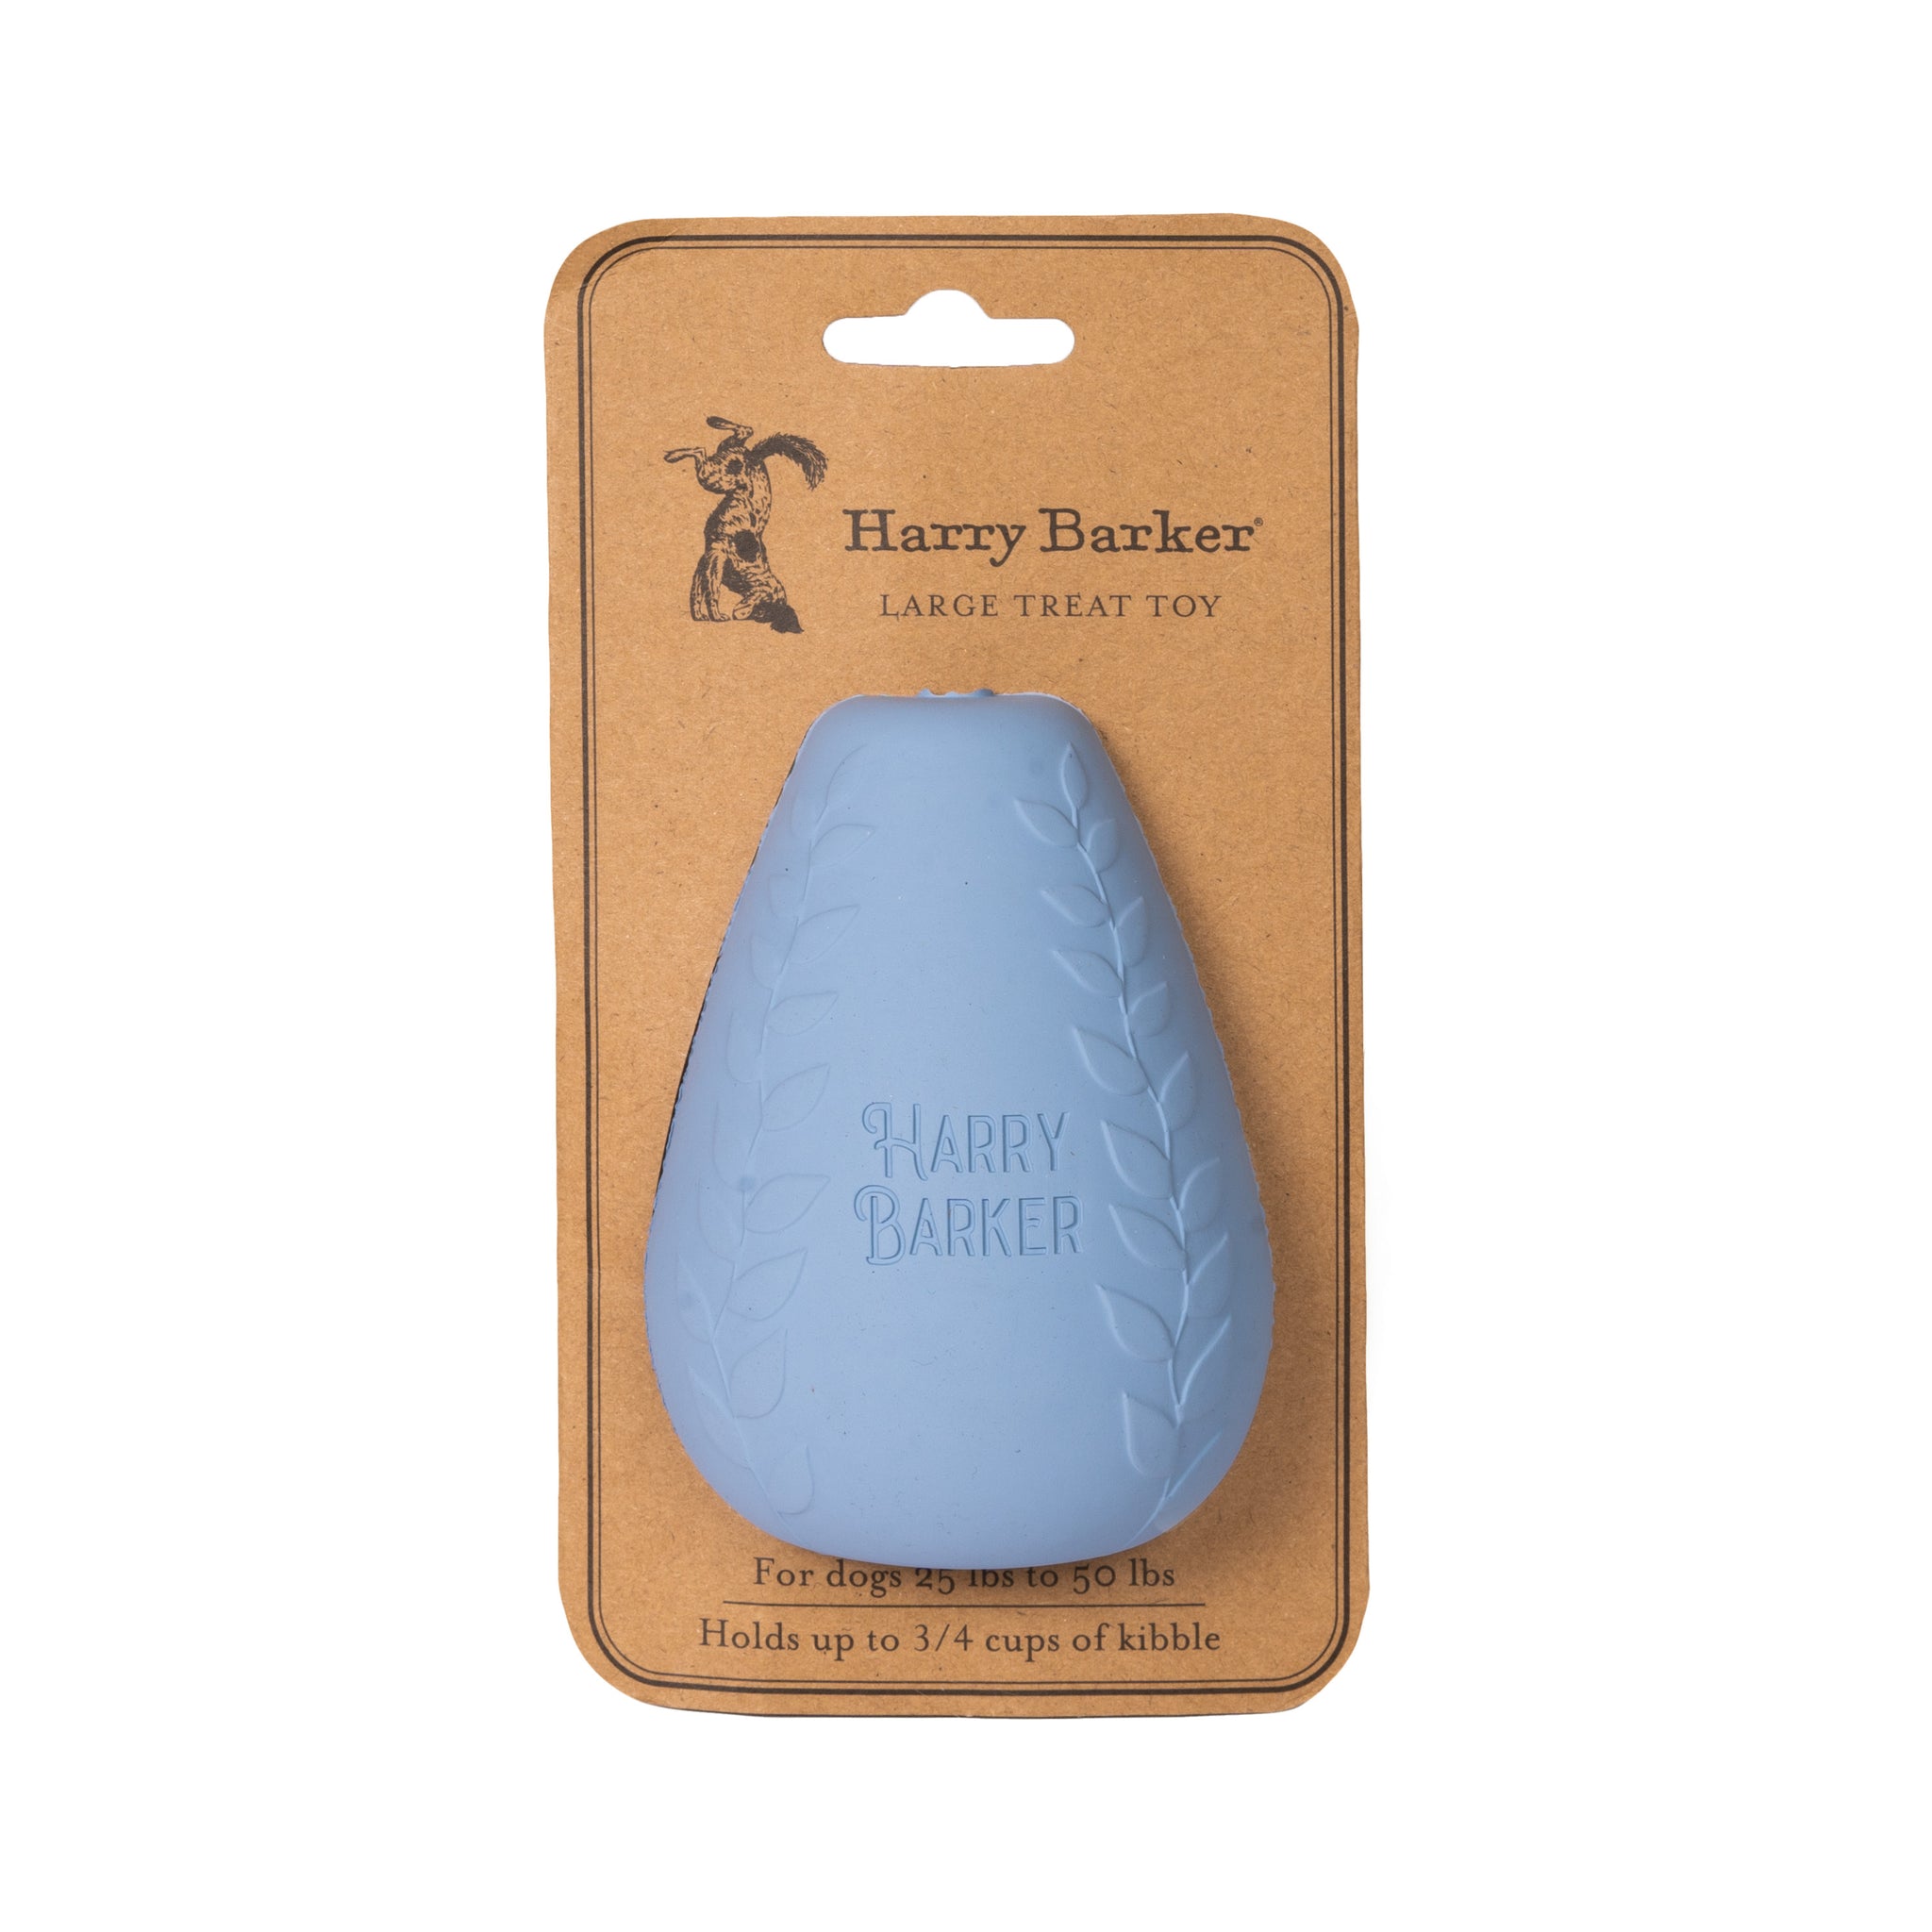 Harry Barker®
LARGE TREAT TOY
HARRY
BARKER
For dogs 25 lbs to 50 lbs
Holds up to 3/4 cups of kibble